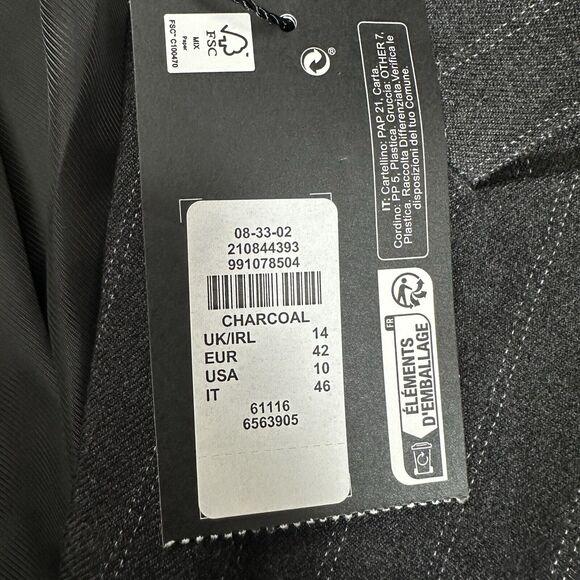 FSC
MIX
Paper
FSC® C100470
IT: Cartellino: PAP 21, Carta.
Cordino: PP 5, Plastica. Gruccia: OTHER 7,
Plastica. Raccolta Differenziata.Verifica le
disposizioni del tuo Comune.
08-33-02
210844393
991078504
CHARCOAL
UK/IRL 14
EUR 42
USA 10
IT 46
61116
6563905
FR
ÉLÉMENTS
D'EMBALLAGE